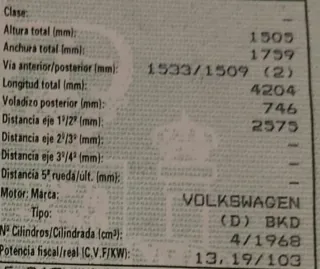 Clase: –
Altura total (mm): 1505
Anchura total (mm): 1759
Via anterior/posterior (mm): 1533/1509 (2)
Longitud total (mm): 4204
Voladizo posterior (mm): 746
Distancia eje 1º/2º (mm): 2575
Distancia eje 2º/3º (mm): –
Distancia eje 3º/4º (mm): –
Distancia 5ª rueda/últ. (mm): –
Motor: Marca: VOLKSWAGEN
Tipo: (D) BKD
Nº Cilindros/Cilindrada (cm³): 4/1968
Potencia fiscal/real (C.V.F/KW): 13,19/103